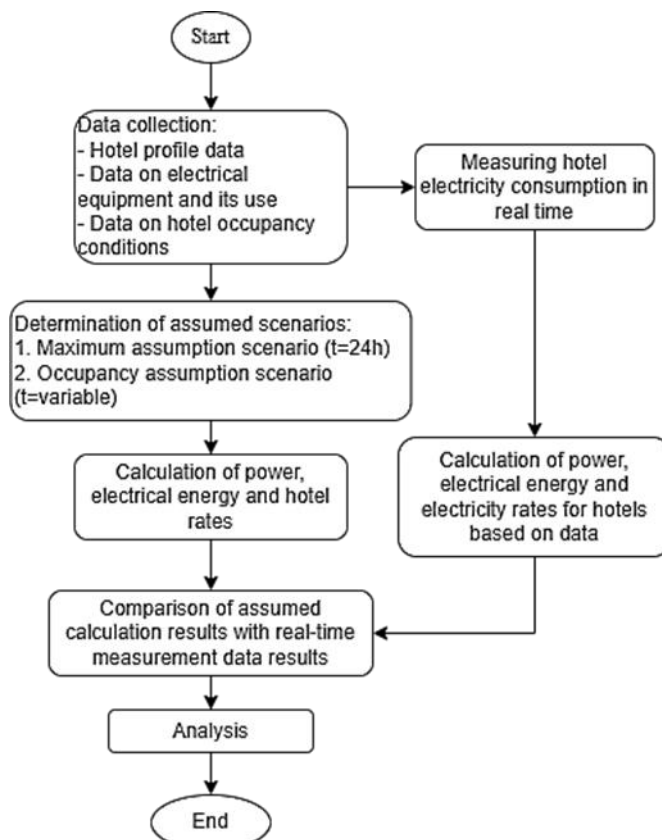 Start
Data collection:
- Hotel profile data
- Data on electrical
equipment and its use
- Data on hotel occupancy
conditions
Measuring hotel
electricity consumption in
real time
Determination of assumed scenarios:
1. Maximum assumption scenario (t=24h)
2. Occupancy assumption scenario
(t=variable)
Calculation of power,
electrical energy and hotel
rates
Calculation of power,
electrical energy and
electricity rates for hotels
based on data
Comparison of assumed
calculation results with real-time
measurement data results
Analysis
End